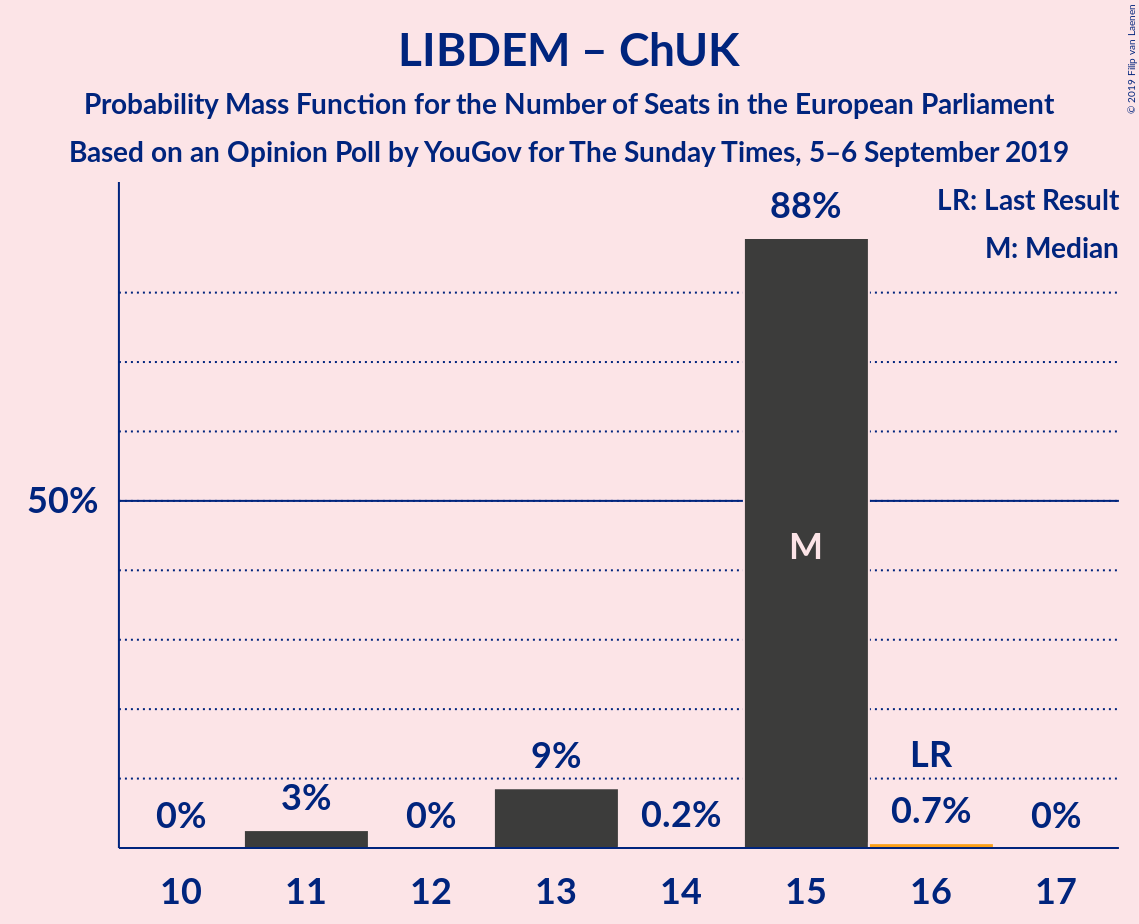 LIBDEM – ChUK
Probability Mass Function for the Number of Seats in the European Parliament
Based on an Opinion Poll by YouGov for The Sunday Times, 5–6 September 2019
© 2019 Filip van Laenen
LR: Last Result
M: Median
88%
50%
M
LR
9%
3%
0%
0%
0.2%
0.7%
0%
10 11 12 13 14 15 16 17